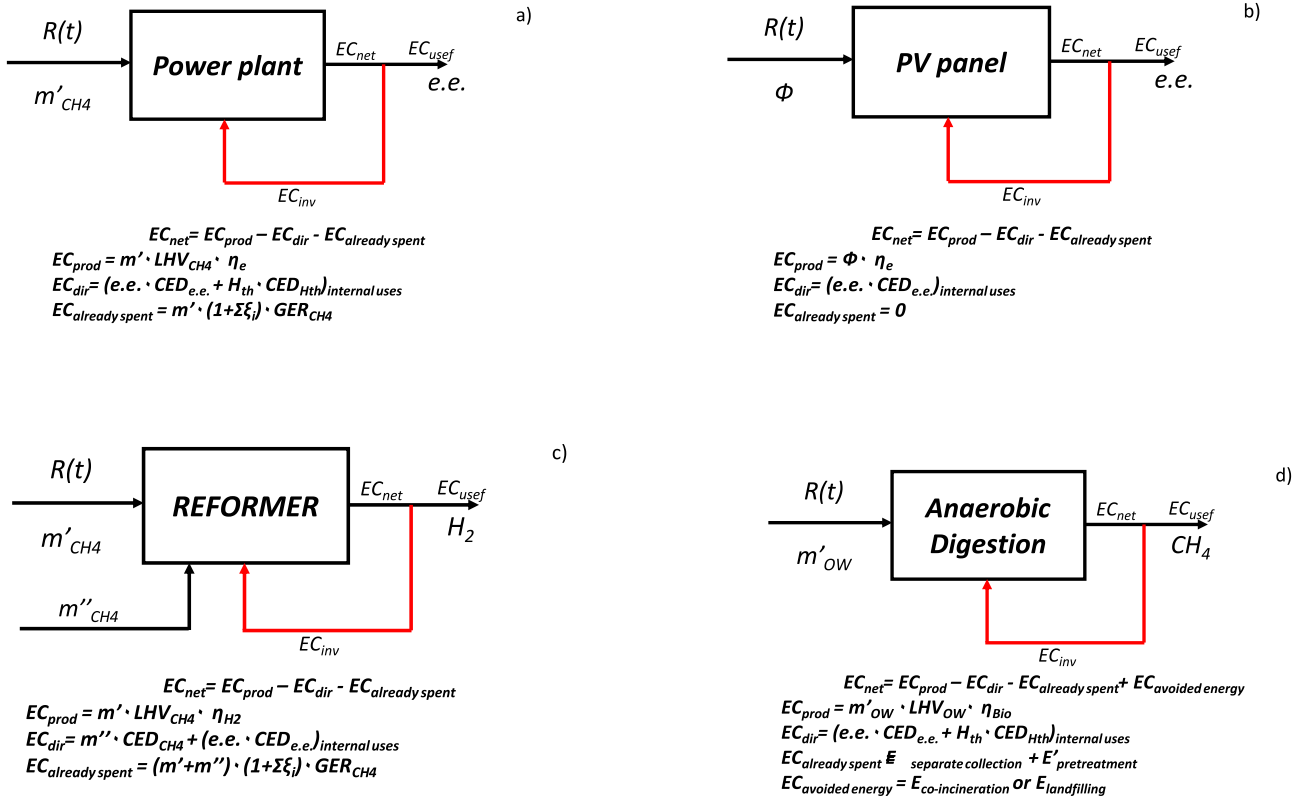 a)
R(t)
Power plant
EC_net EC_usef
m’_CH4
e.e.
EC_inv
EC_net= EC_prod – EC_dir - EC_already spent
EC_prod = m’ · LHV_CH4 · η_e
EC_dir= (e.e. · CED_e.e. + H_th · CED_Hth)_internal uses
EC_already spent = m’ · (1+Σξ_i) · GER_CH4
b)
R(t)
PV panel
EC_net EC_usef
Φ
e.e.
EC_inv
EC_net= EC_prod – EC_dir - EC_already spent
EC_prod = Φ · η_e
EC_dir= (e.e. · CED_e.e.)_internal uses
EC_already spent = 0
c)
R(t)
REFORMER
EC_net EC_usef
m’_CH4
H_2
m’’_CH4
EC_inv
EC_net= EC_prod – EC_dir - EC_already spent
EC_prod = m’ · LHV_CH4 · η_H2
EC_dir= m’’ · CED_CH4 + (e.e. · CED_e.e.)_internal uses
EC_already spent = (m’+m’’) · (1+Σξ_i) · GER_CH4
d)
R(t)
Anaerobic
Digestion
EC_net EC_usef
m’_OW
CH_4
EC_inv
EC_net= EC_prod – EC_dir - EC_already spent+ EC_avoided energy
EC_prod = m’_OW · LHV_OW · η_Bio
EC_dir= (e.e. · CED_e.e. + H_th · CED_Hth)_internal uses
EC_already spent separate collection + E’_pretreatment
EC_avoided energy = E_co-incineration or E_landfilling